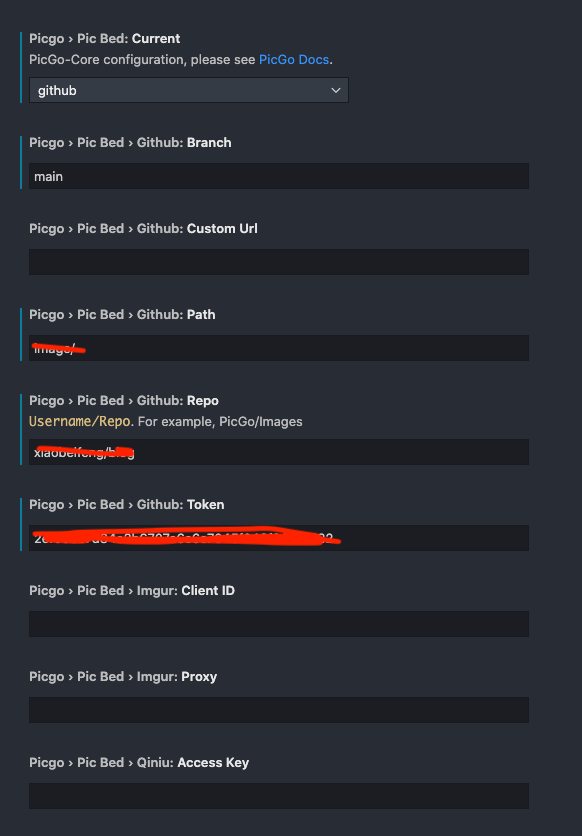 Picgo › Pic Bed: Current
PicGo-Core configuration, please see PicGo Docs.
github
Picgo › Pic Bed › Github: Branch
main
Picgo › Pic Bed › Github: Custom Url
Picgo › Pic Bed › Github: Path
Picgo › Pic Bed › Github: Repo
Username/Repo. For example, PicGo/Images
Picgo › Pic Bed › Github: Token
Picgo › Pic Bed › Imgur: Client ID
Picgo › Pic Bed › Imgur: Proxy
Picgo › Pic Bed › Qiniu: Access Key